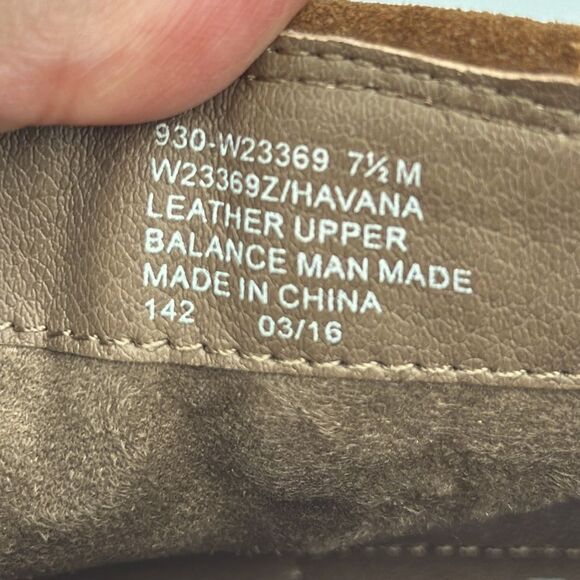 930-W23369 7½ M
W23369Z/HAVANA
LEATHER UPPER
BALANCE MAN MADE
MADE IN CHINA
142 03/16